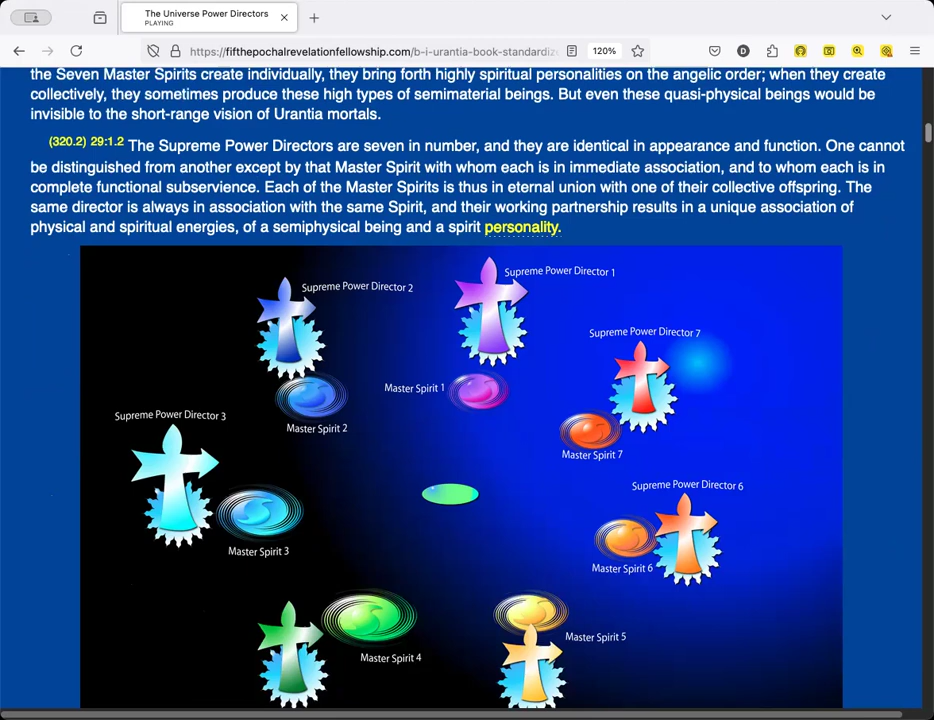 The Universe Power Directors
PLAYING
https://fifthepochalrevelationfellowship.com/b-i-urantia-book-standardiz
120%
the Seven Master Spirits create individually, they bring forth highly spiritual personalities on the angelic order; when they create
collectively, they sometimes produce these high types of semimaterial beings. But even these quasi-physical beings would be
invisible to the short-range vision of Urantia mortals.
(320.2) 29:1.2 The Supreme Power Directors are seven in number, and they are identical in appearance and function. One cannot
be distinguished from another except by that Master Spirit with whom each is in immediate association, and to whom each is in
complete functional subservience. Each of the Master Spirits is thus in eternal union with one of their collective offspring. The
same director is always in association with the same Spirit, and their working partnership results in a unique association of
physical and spiritual energies, of a semiphysical being and a spirit personality.
Supreme Power Director 1
Supreme Power Director 2
Supreme Power Director 7
Master Spirit 1
Supreme Power Director 3
Master Spirit 2
Master Spirit 7
Supreme Power Director 6
Master Spirit 3
Master Spirit 6
Master Spirit 5
Master Spirit 4